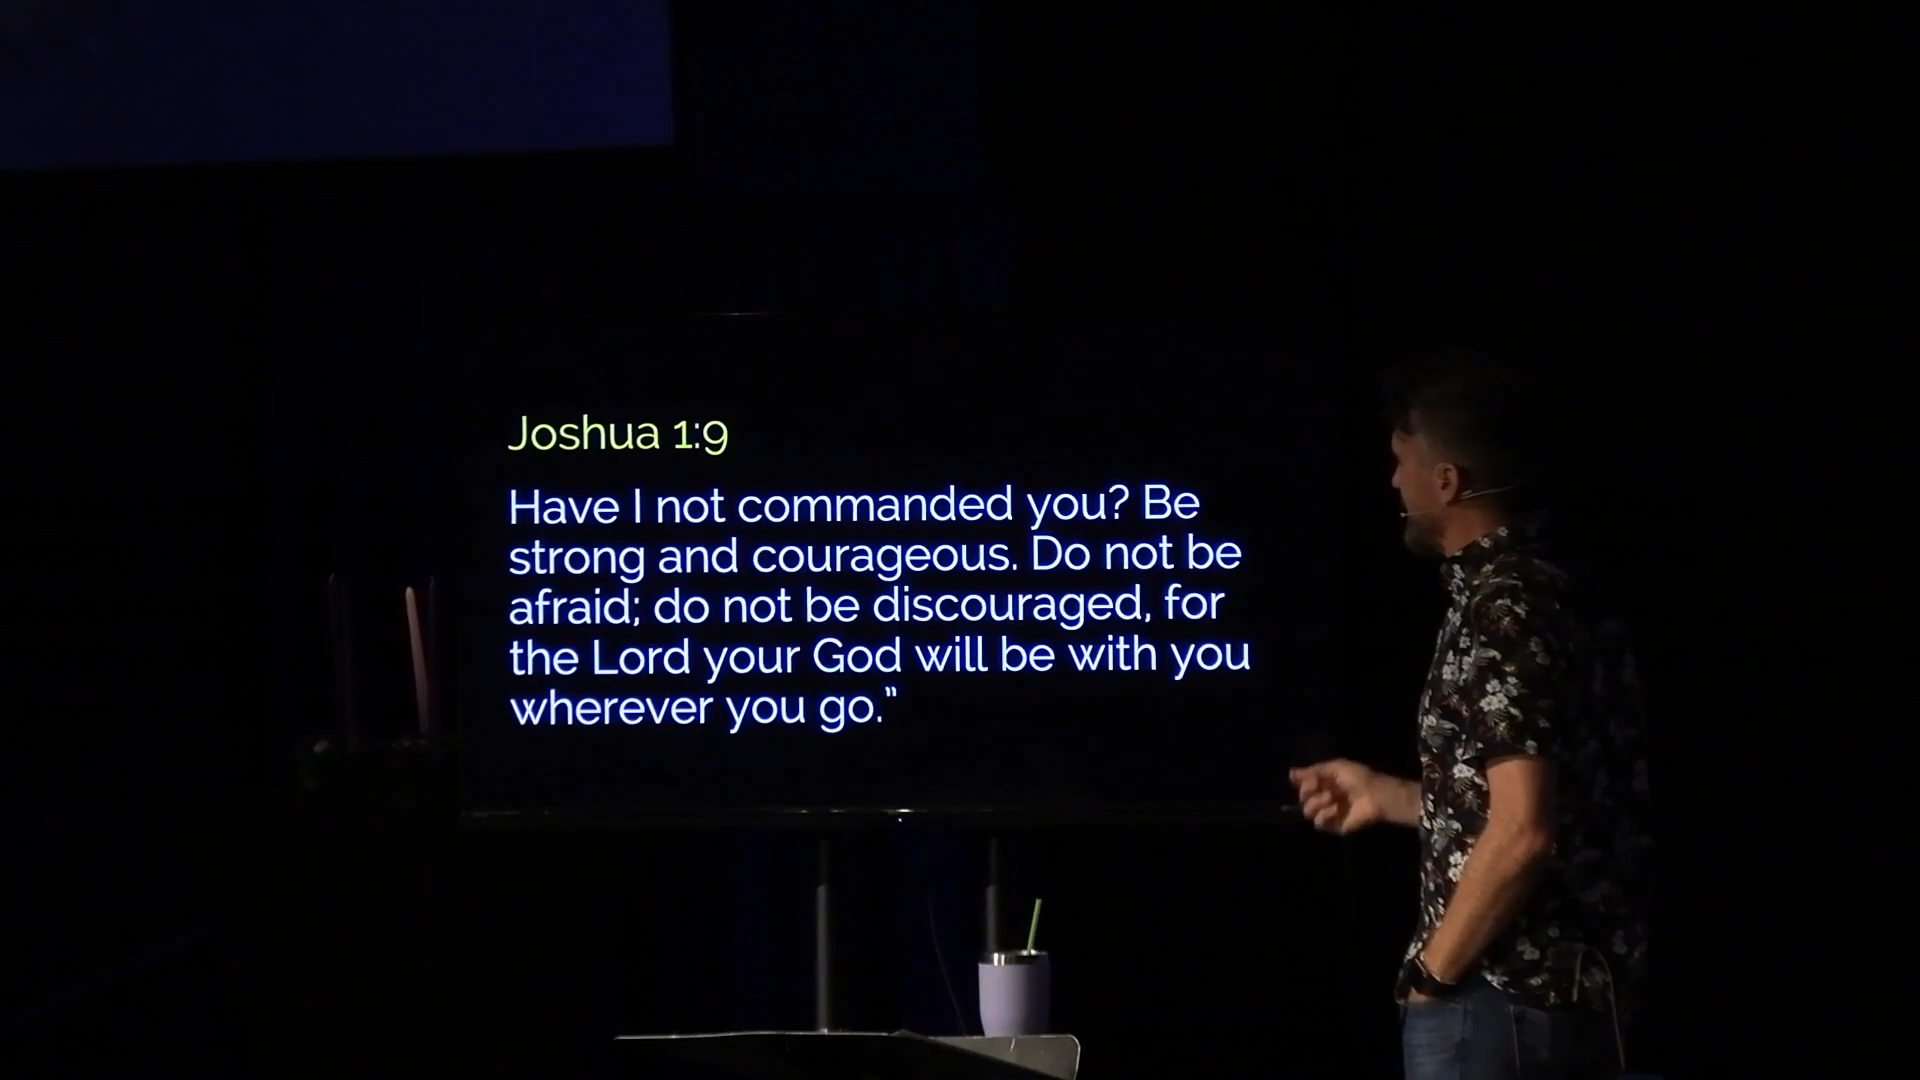 Joshua 1:9
Have I not commanded you? Be
strong and courageous. Do not be
afraid; do not be discouraged, for
the Lord your God will be with you
wherever you go.”